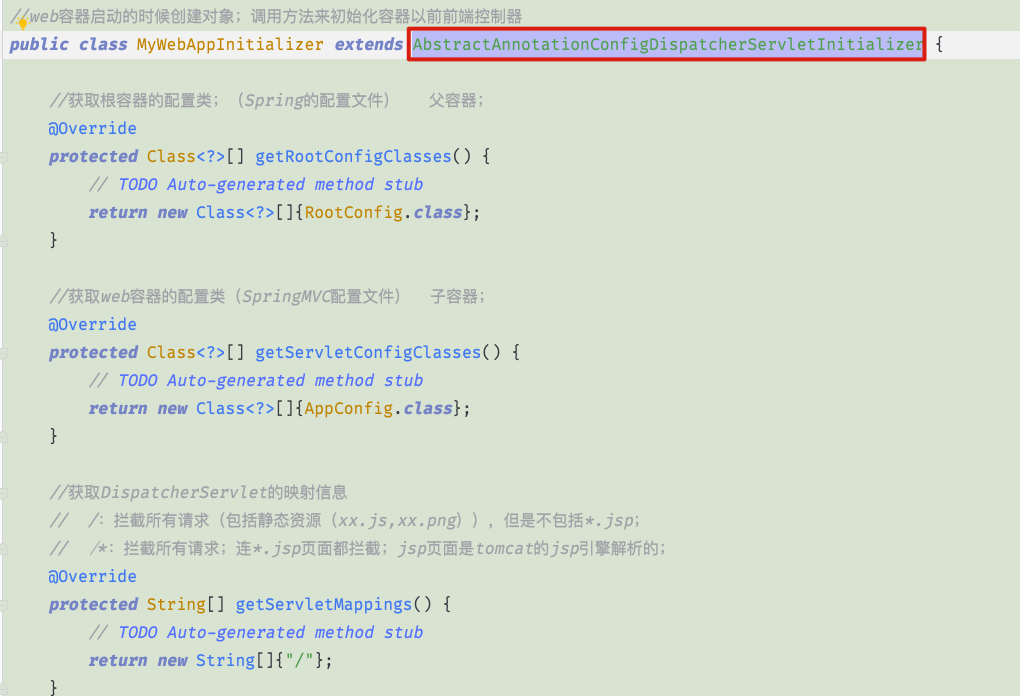 //web容器启动的时候创建对象；调用方法来初始化容器以前前端控制器
public class MyWebAppInitializer extends AbstractAnnotationConfigDispatcherServletInitializer {
//获取根容器的配置类；（Spring的配置文件） 父容器；
@Override
protected Class<?>[] getRootConfigClasses() {
// TODO Auto-generated method stub
return new Class<?>[]{RootConfig.class};
}
//获取web容器的配置类（SpringMVC配置文件） 子容器；
@Override
protected Class<?>[] getServletConfigClasses() {
// TODO Auto-generated method stub
return new Class<?>[]{AppConfig.class};
}
//获取DispatcherServlet的映射信息
// /：拦截所有请求（包括静态资源（xx.js,xx.png）），但是不包括*.jsp；
// /*：拦截所有请求；连*.jsp页面都拦截；jsp页面是tomcat的jsp引擎解析的；
@Override
protected String[] getServletMappings() {
// TODO Auto-generated method stub
return new String[]{"/"};
}